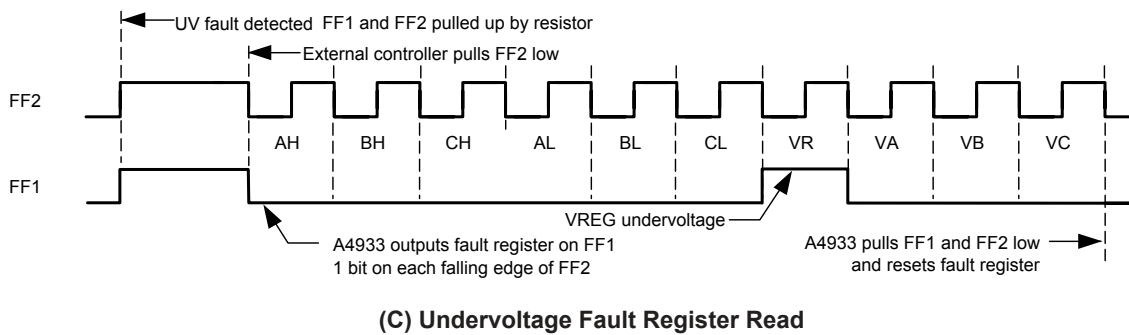 UV fault detected FF1 and FF2 pulled up by resistor
External controller pulls FF2 low
FF2
AH BH CH AL BL CL VR VA VB VC
FF1
VREG undervoltage
A4933 outputs fault register on FF1
1 bit on each falling edge of FF2
A4933 pulls FF1 and FF2 low
and resets fault register
(C) Undervoltage Fault Register Read